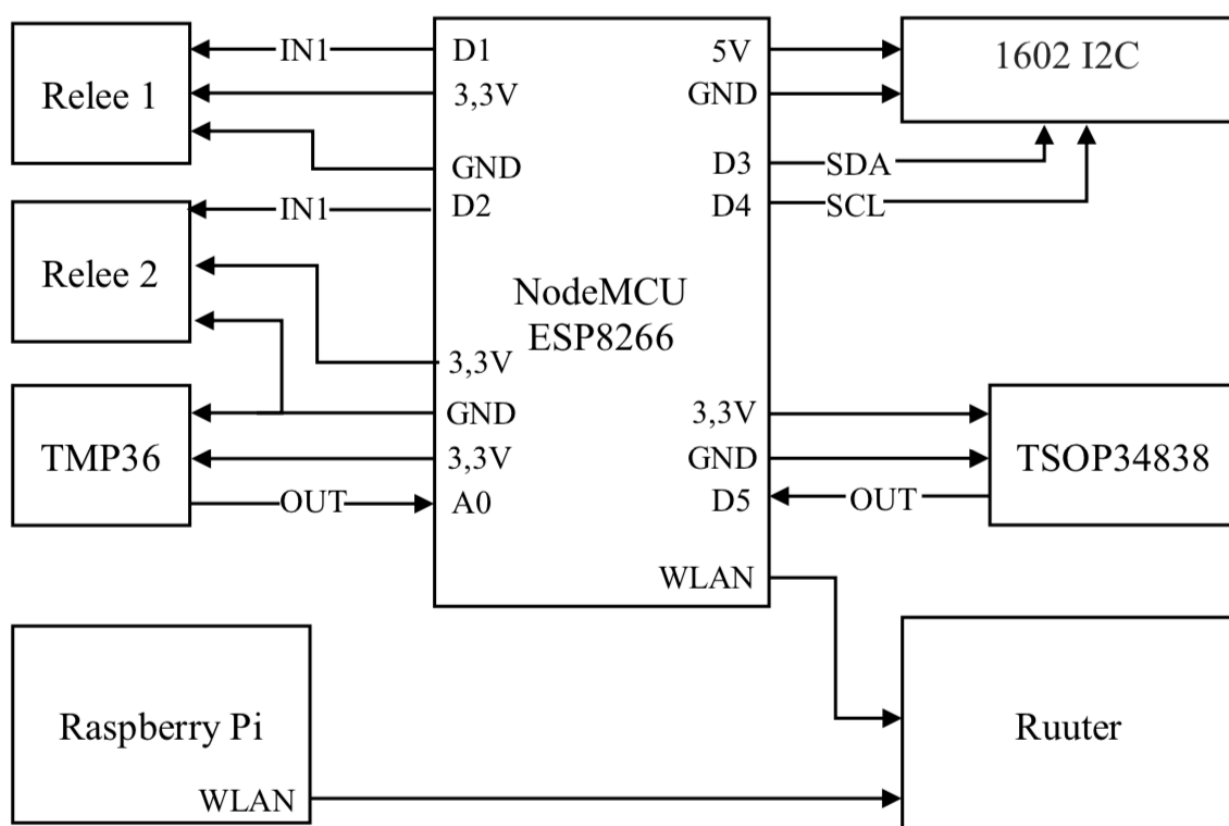 Relee 1
IN1
D1
3,3V
GND
Relee 2
IN1
D2
3,3V
GND
TMP36
3,3V
OUT
A0
NodeMCU
ESP8266
5V
GND
1602 I2C
D3
SDA
D4
SCL
3,3V
GND
TSOP34838
D5
OUT
WLAN
Raspberry Pi
WLAN
Ruuter